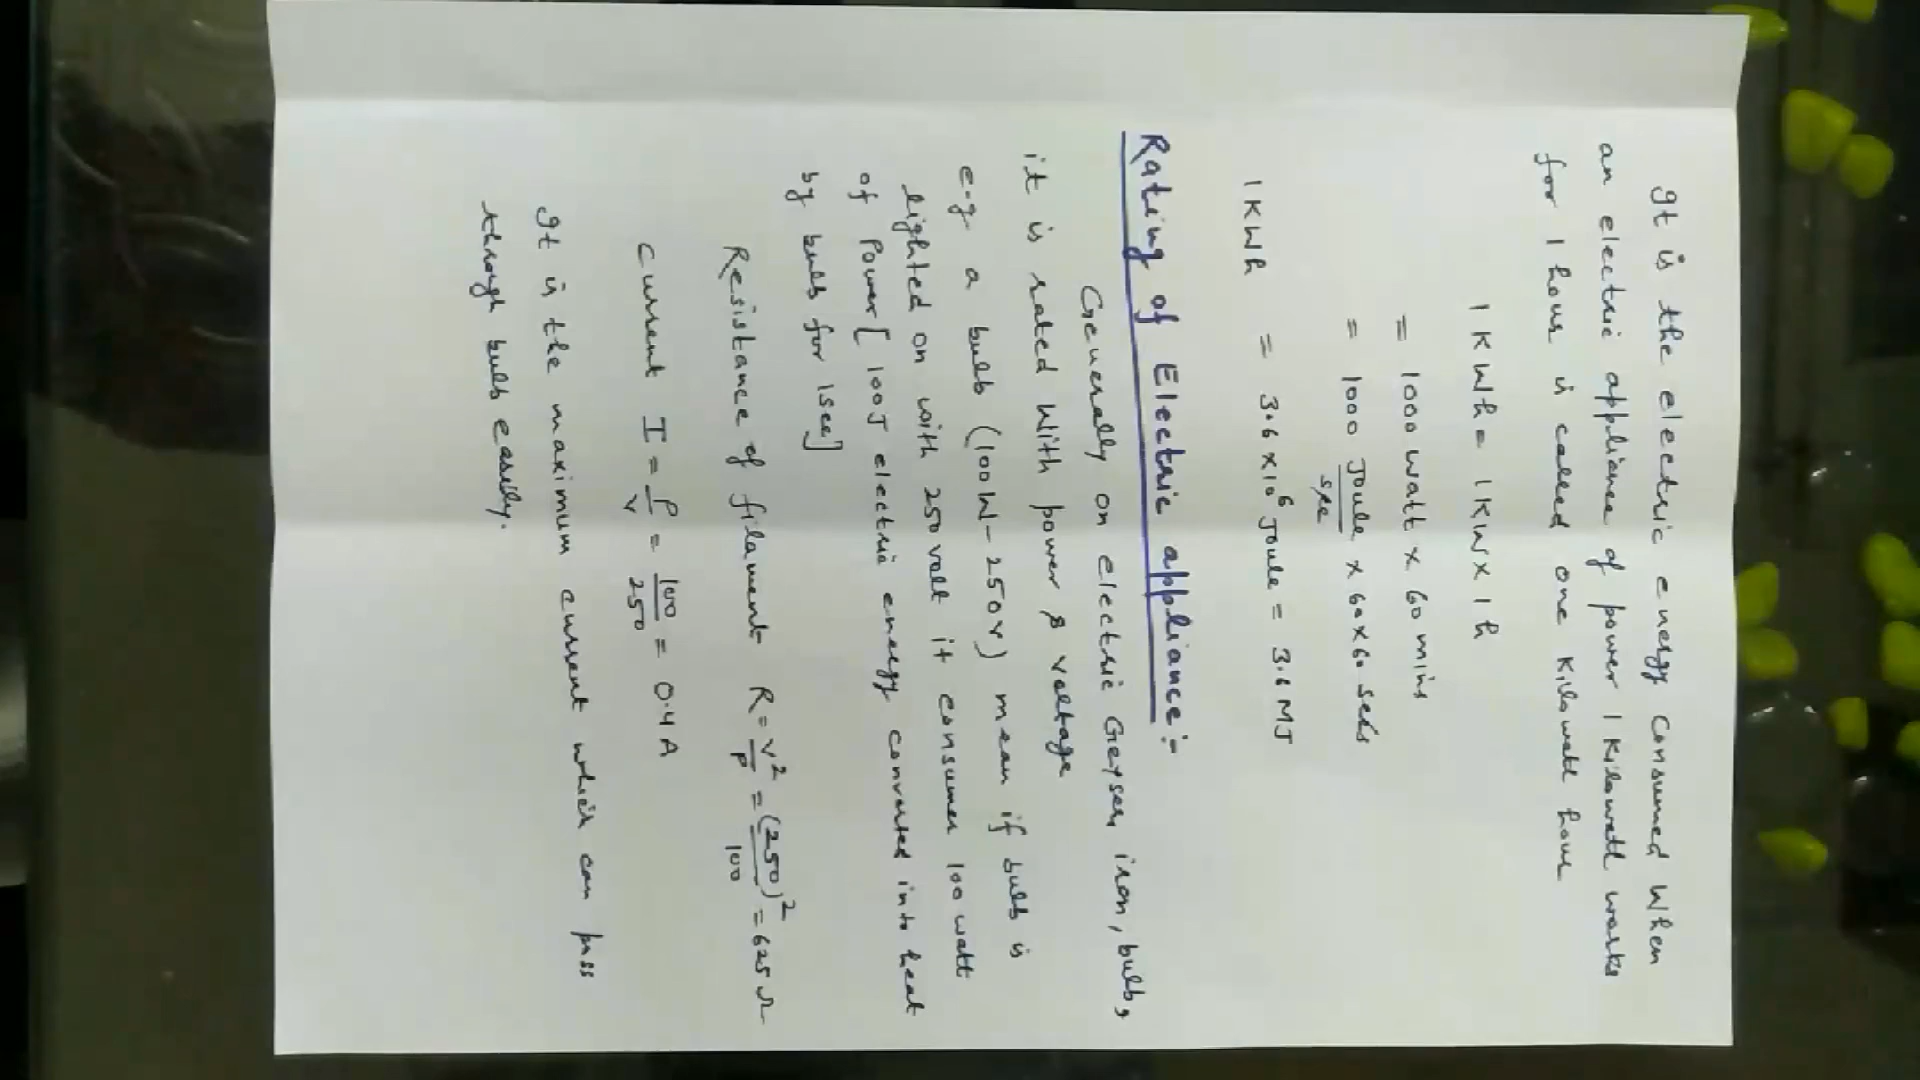 It is the electric energy consumed when
an electric appliance of power 1 Kilowatt works
for 1 hour is called one Kilowatt hour
1 KWh = 1 KW x 1 h
= 1000 watt x 60 mins
= 1000 Joule/sec x 60 x 60 secs
1 KWh = 3.6 x 10⁶ Joule = 3.6 MJ
Rating of Electric appliance:-
Generally on electric Geyser, iron, bulb,
it is rated with power & voltage
e.g. a bulb (100W - 250V) mean if bulb is
lighted on with 250 volt it consumes 100 watt
of Power [100J electric energy converted into heat
by bulb for 1 sec]
Resistance of filament R = V²/P = (250)²/100 = 625 Ω
Current I = P/V = 100/250 = 0.4 A
It is the maximum current which can pass
through bulb easily.